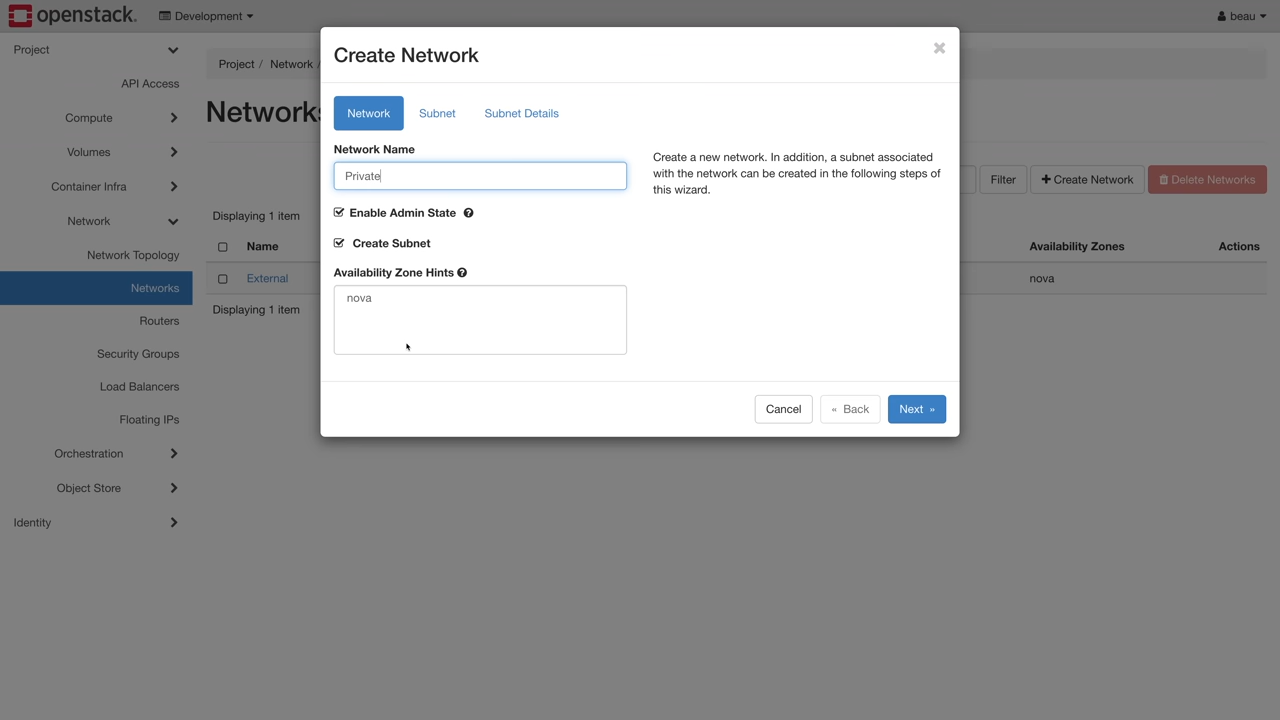 openstack.
Development
beau
Project
API Access
Compute
Volumes
Container Infra
Network
Network Topology
Networks
Routers
Security Groups
Load Balancers
Floating IPs
Orchestration
Object Store
Identity
Project / Network /
Networks
Filter
Create Network
Delete Networks
Displaying 1 item
Name
Availability Zones
Actions
External
nova
Displaying 1 item
Create Network
Network
Subnet
Subnet Details
Network Name
Private
Enable Admin State
Create Subnet
Availability Zone Hints
nova
Create a new network. In addition, a subnet associated
with the network can be created in the following steps of
this wizard.
Cancel
« Back
Next »